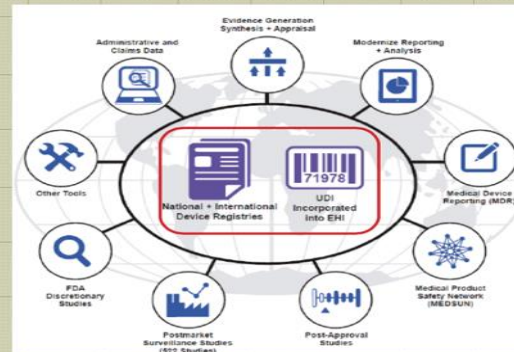 Evidence Generation
Synthesis + Appraisal
Administrative and
Claims Data
Modernize Reporting
+ Analysis
Other Tools
National + International
Device Registries
71978
UDI
Incorporated
into EHI
Medical Device
Reporting (MDR)
FDA
Discretionary
Studies
Medical Product
Safety Network
(MEDSUN)
Postmarket
Surveillance Studies
(522 Studies)
Post-Approval
Studies